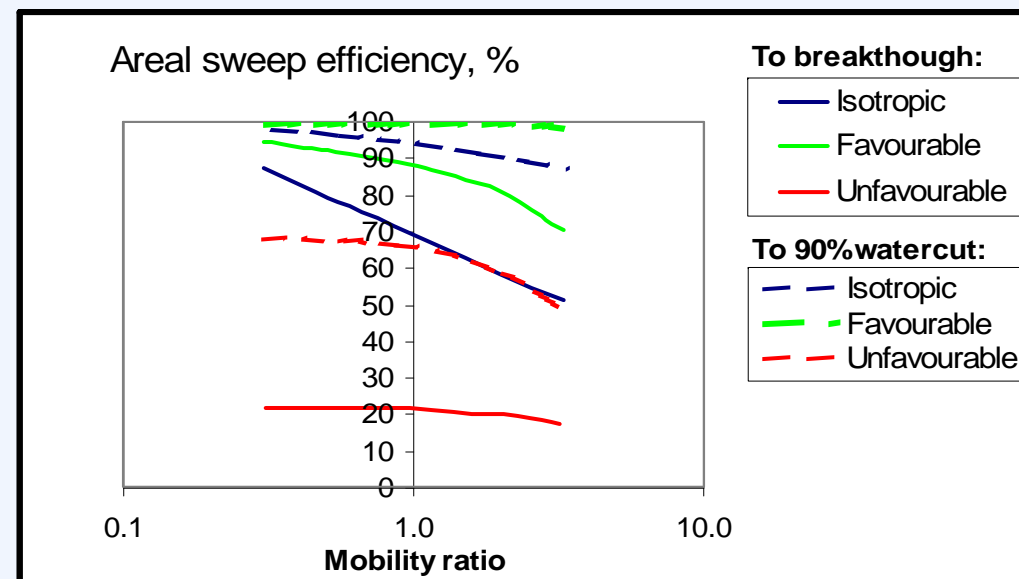 Areal sweep efficiency, %
100
90
80
70
60
50
40
30
20
10
0
0.1
1.0
10.0
Mobility ratio
To breakthough:
Isotropic
Favourable
Unfavourable
To 90%watercut:
Isotropic
Favourable
Unfavourable